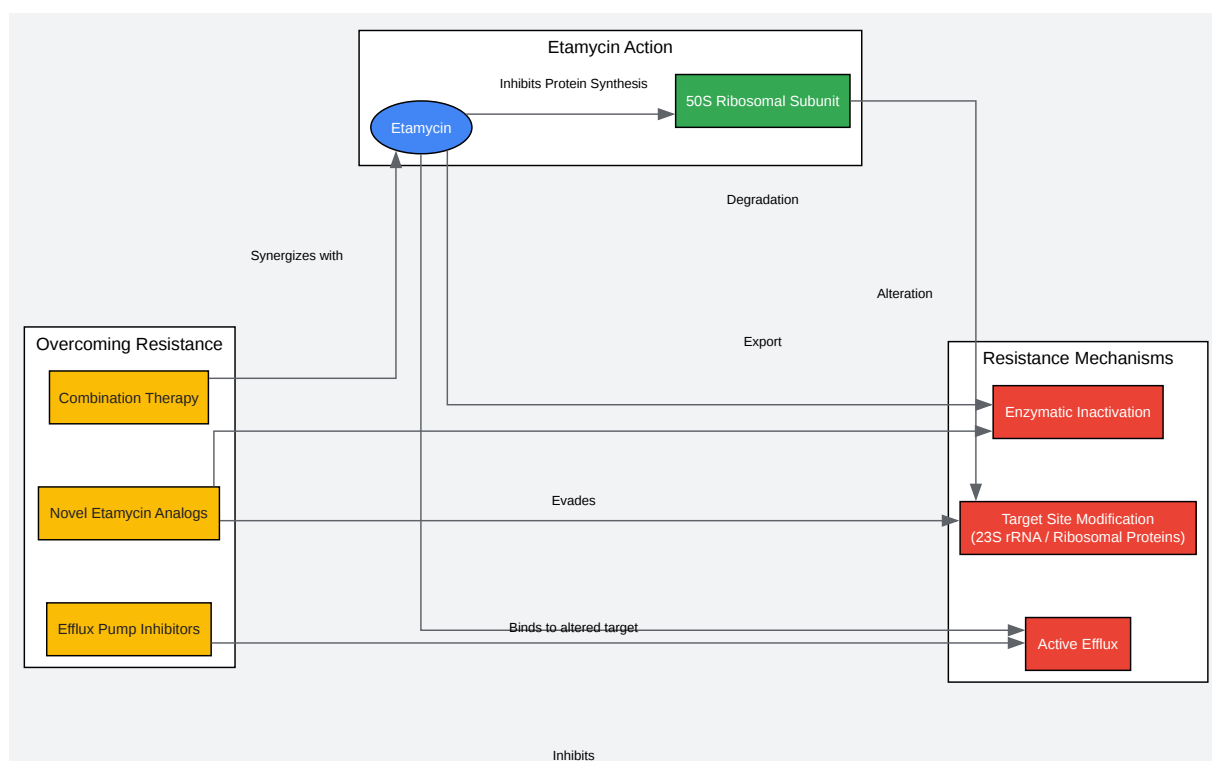 Etamycin Action
Inhibits Protein Synthesis
50S Ribosomal Subunit
Etamycin
Degradation
Synergizes with
Alteration
Export
Overcoming Resistance
Combination Therapy
Novel Etamycin Analogs
Efflux Pump Inhibitors
Resistance Mechanisms
Enzymatic Inactivation
Evades
Target Site Modification
(23S rRNA / Ribosomal Proteins)
Binds to altered target
Active Efflux
Inhibits